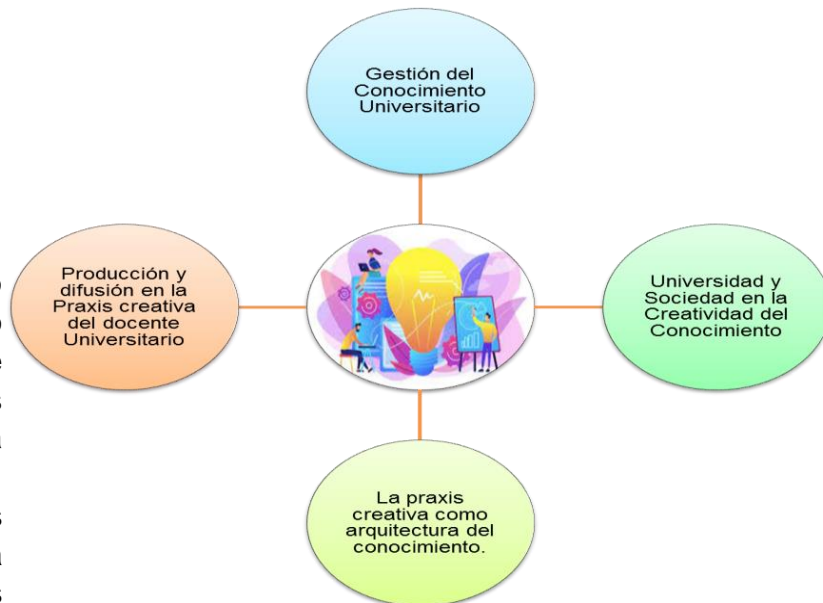 Gestión del
Conocimiento
Universitario
Producción y
difusión en la
Praxis creativa
del docente
Universitario
Universidad y
Sociedad en la
Creatividad del
Conocimiento
La praxis
creativa como
arquitectura del
conocimiento.